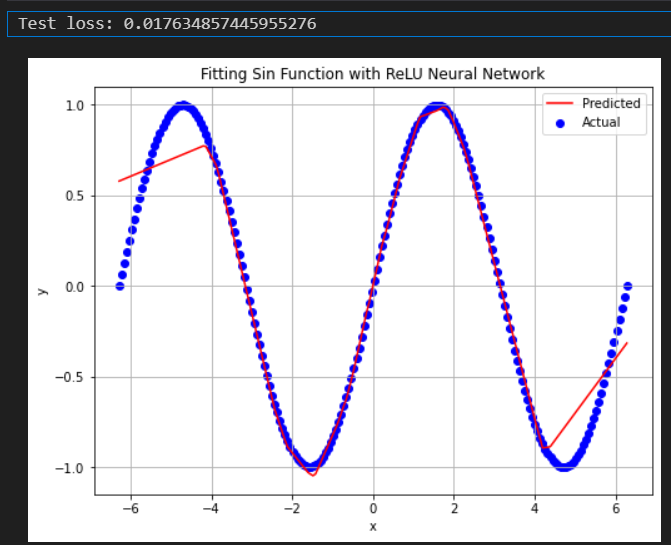 Test loss: 0.017634857445955276
Fitting Sin Function with ReLU Neural Network
Predicted
Actual
1.0
0.5
0.0
−0.5
−1.0
y
−6 −4 −2 0 2 4 6
x